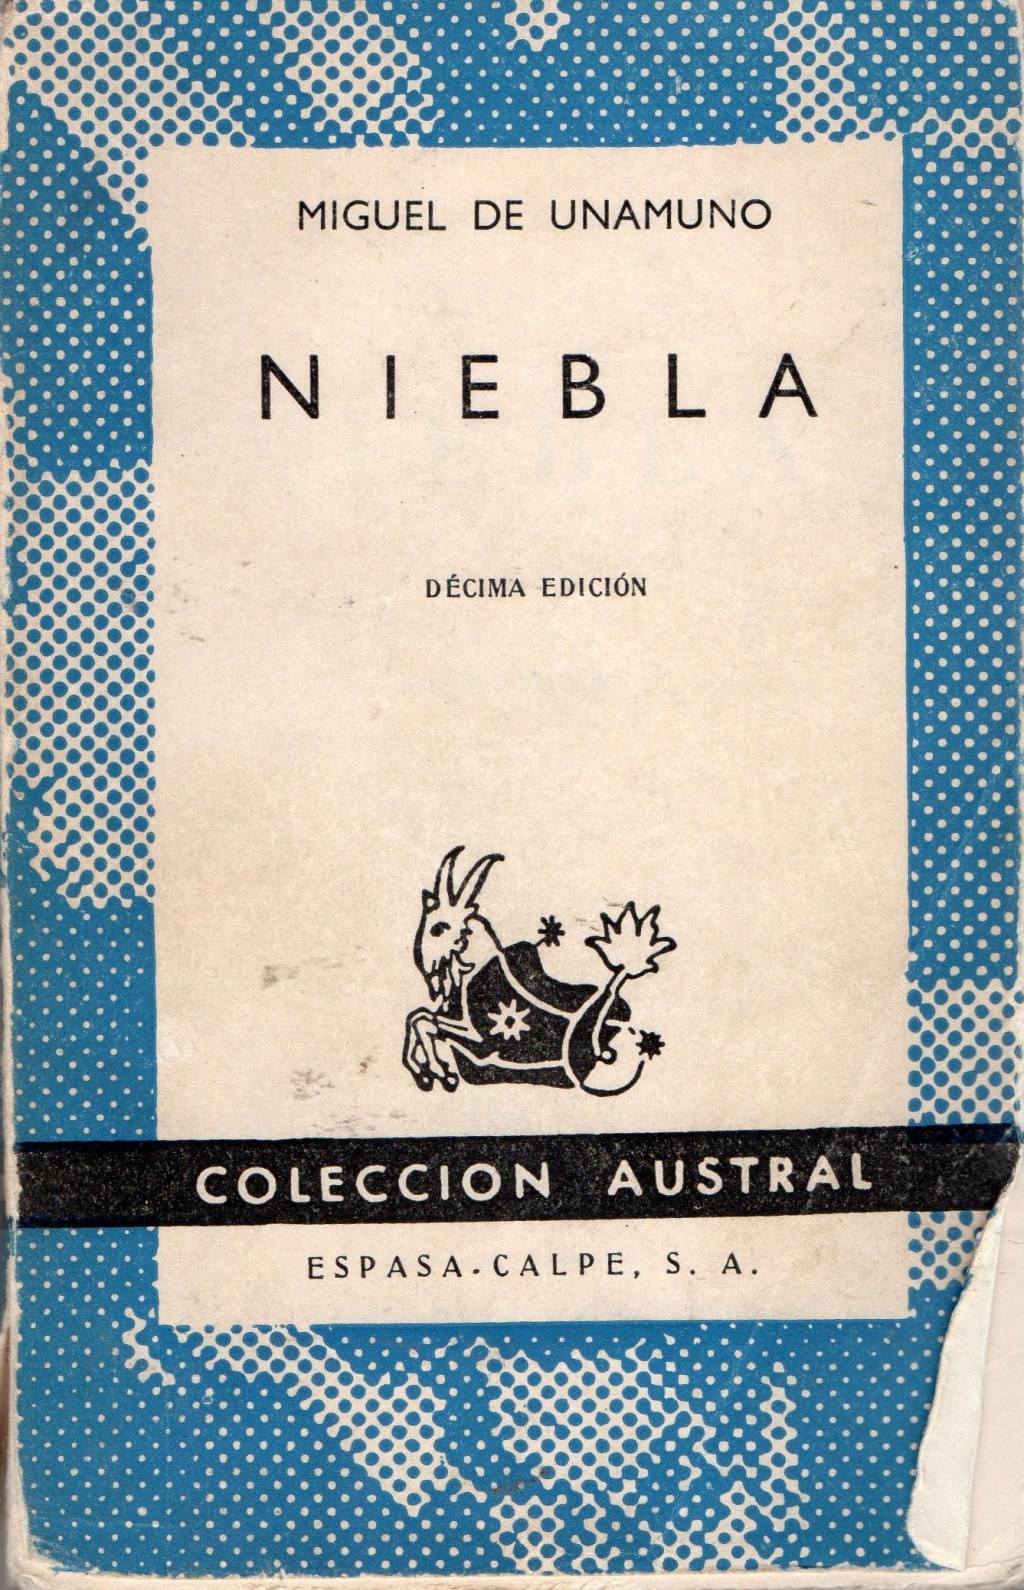 MIGUEL DE UNAMUNO
NIEBLA
DÉCIMA EDICIÓN
COLECCION AUSTRAL
ESPASA-CALPE, S. A.